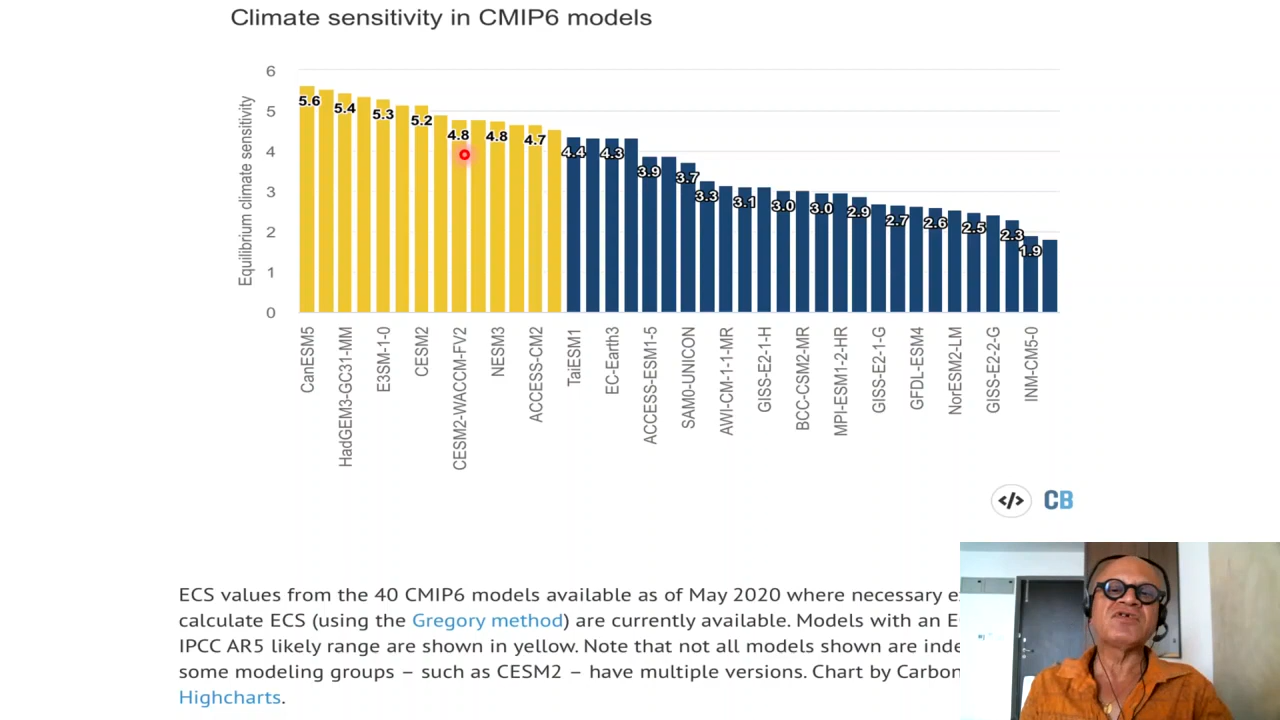 Climate sensitivity in CMIP6 models
Equilibrium climate sensitivity
6
5
4
3
2
1
0
5.6
5.4
5.3
5.2
4.8
4.8
4.7
4.4
4.3
3.9
3.7
3.3
3.1
3.0
3.0
2.9
2.7
2.6
2.5
2.3
1.9
CanESM5
HadGEM3-GC31-MM
E3SM-1-0
CESM2
CESM2-WACCM-FV2
NESM3
ACCESS-CM2
TaiESM1
EC-Earth3
ACCESS-ESM1-5
SAM0-UNICON
AWI-CM-1-1-MR
GISS-E2-1-H
BCC-CSM2-MR
MPI-ESM1-2-HR
GISS-E2-1-G
GFDL-ESM4
NorESM2-LM
GISS-E2-2-G
INM-CM5-0
</> CB
ECS values from the 40 CMIP6 models available as of May 2020 where necessary
calculate ECS (using the Gregory method) are currently available. Models with an
IPCC AR5 likely range are shown in yellow. Note that not all models shown are
some modeling groups – such as CESM2 – have multiple versions. Chart by Carbon
Highcharts.